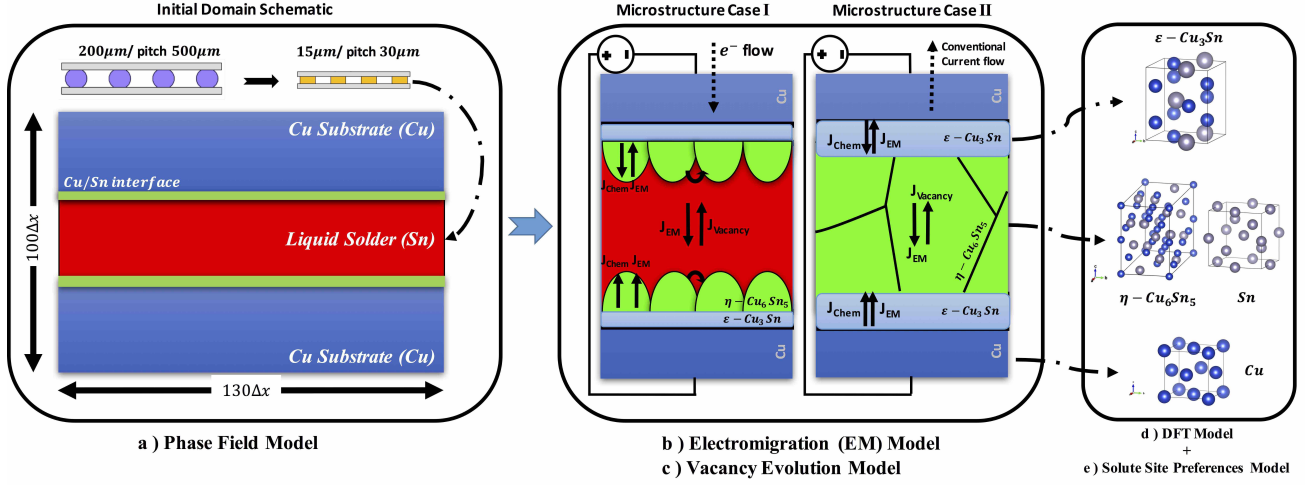 Initial Domain Schematic
200μm/ pitch 500μm
15μm/ pitch 30μm
Cu Substrate (Cu)
Cu/Sn interface
Liquid Solder (Sn)
Cu Substrate (Cu)
100Δx
130Δx
a ) Phase Field Model
Microstructure Case I
+ -
e⁻ flow
Cu
J_Chem J_EM
J_EM J_Vacancy
J_Chem J_EM
η − Cu₆Sn₅
ε − Cu₃Sn
Cu
Microstructure Case II
+ -
Conventional
Current flow
Cu
J_Chem J_EM ε − Cu₃Sn
J_Vacancy
J_EM
η − Cu₆Sn₅
J_Chem J_EM ε − Cu₃Sn
Cu
b ) Electromigration (EM) Model
c ) Vacancy Evolution Model
ε − Cu₃Sn
η − Cu₆Sn₅ Sn
Cu
d ) DFT Model
+
e ) Solute Site Preferences Model